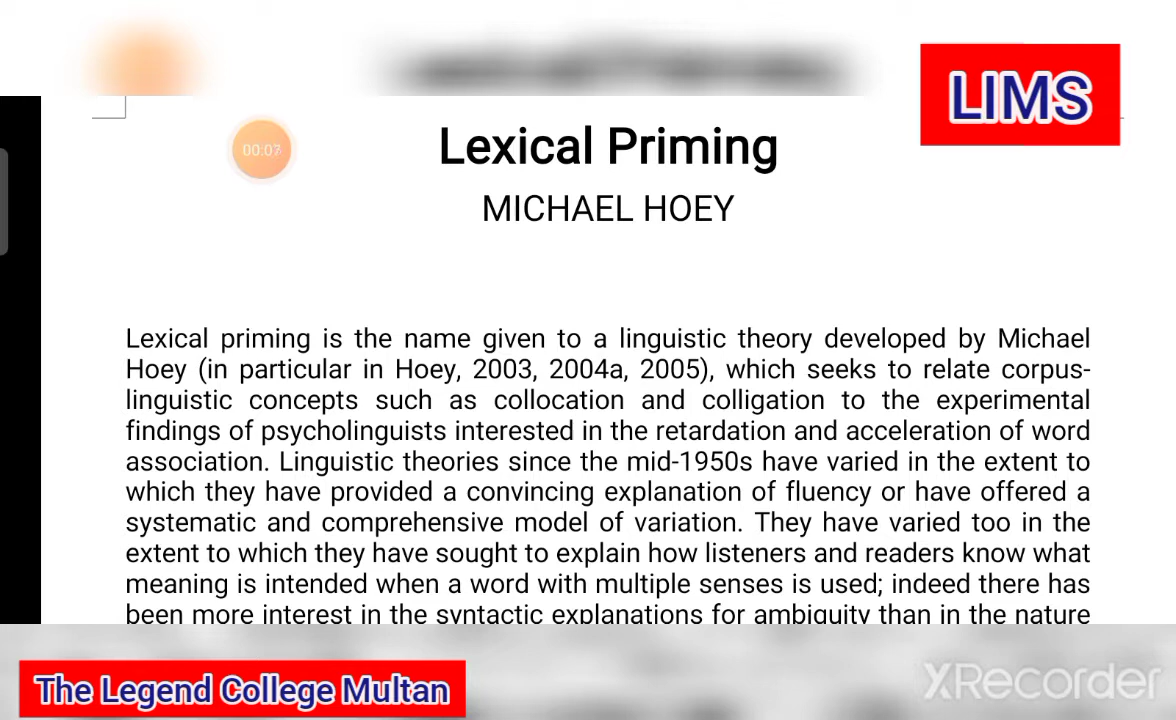 LIMS
00:07
Lexical Priming
MICHAEL HOEY
Lexical priming is the name given to a linguistic theory developed by Michael
Hoey (in particular in Hoey, 2003, 2004a, 2005), which seeks to relate corpus-
linguistic concepts such as collocation and colligation to the experimental
findings of psycholinguists interested in the retardation and acceleration of word
association. Linguistic theories since the mid-1950s have varied in the extent to
which they have provided a convincing explanation of fluency or have offered a
systematic and comprehensive model of variation. They have varied too in the
extent to which they have sought to explain how listeners and readers know what
meaning is intended when a word with multiple senses is used; indeed there has
been more interest in the syntactic explanations for ambiguity than in the nature
The Legend College Multan
XRecorder